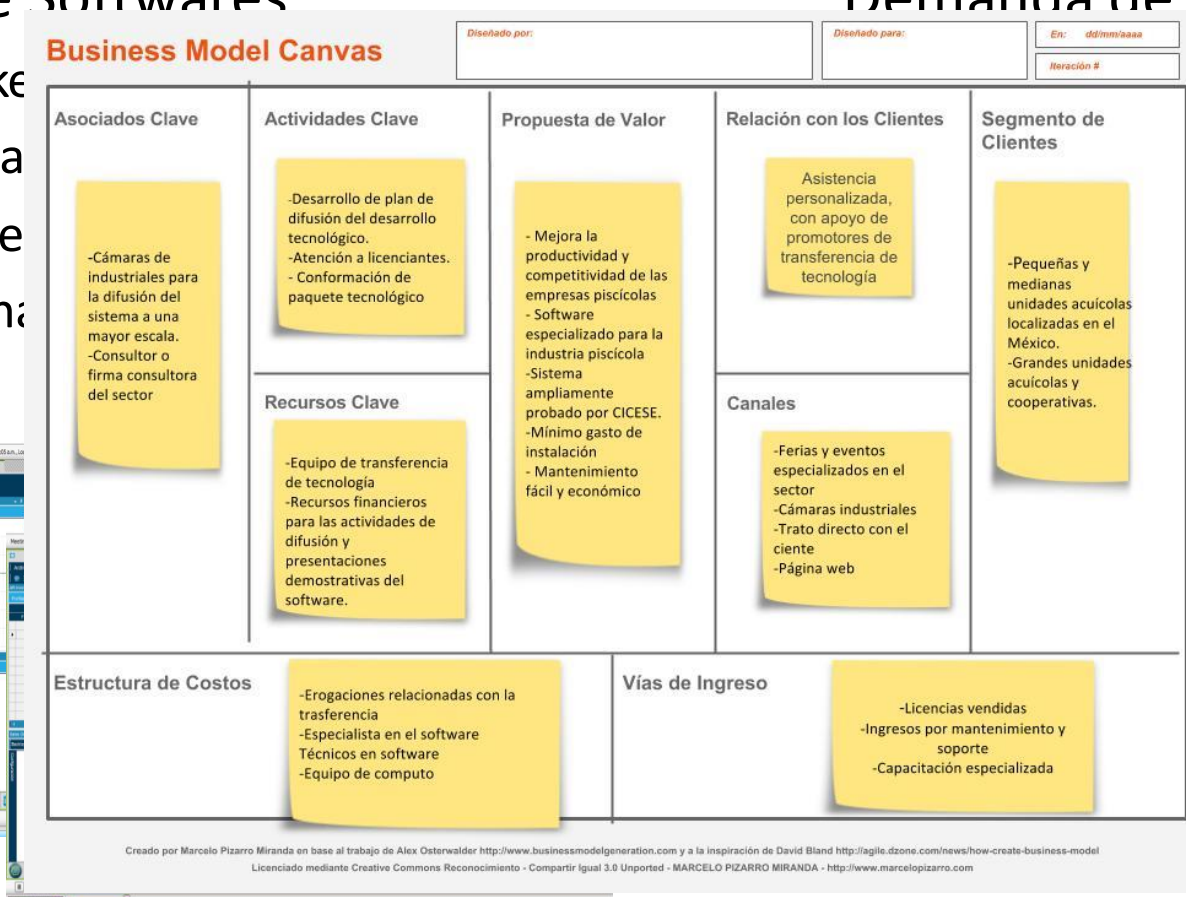 e Softwares
Demanda de
Business Model Canvas
Diseñado por:
Diseñado para:
En: dd/mm/aaaa
Iteración #
Asociados Clave
-Cámaras de
industriales para
la difusión del
sistema a una
mayor escala.
-Consultor o
firma consultora
del sector
Actividades Clave
-Desarrollo de plan de
difusión del desarrollo
tecnológico.
-Atención a licenciantes.
- Conformación de
paquete tecnológico
Recursos Clave
-Equipo de transferencia
de tecnología
-Recursos financieros
para las actividades de
difusión y
presentaciones
demostrativas del
software.
Propuesta de Valor
- Mejora la
productividad y
competitividad de las
empresas piscícolas
- Software
especializado para la
industria piscícola
-Sistema
ampliamente
probado por CICESE.
-Mínimo gasto de
instalación
- Mantenimiento
fácil y económico
Relación con los Clientes
Asistencia
personalizada,
con apoyo de
promotores de
transferencia de
tecnología
Canales
-Ferias y eventos
especializados en el
sector
-Cámaras industriales
-Trato directo con el
ciente
-Página web
Segmento de
Clientes
-Pequeñas y
medianas
unidades acuícolas
localizadas en el
México.
-Grandes unidades
acuícolas y
cooperativas.
Estructura de Costos
-Erogaciones relacionadas con la
trasferencia
-Especialista en el software
Técnicos en software
-Equipo de computo
Vías de Ingreso
-Licencias vendidas
-Ingresos por mantenimiento y
soporte
-Capacitación especializada
Creado por Marcelo Pizarro Miranda en base al trabajo de Alex Osterwalder http://www.businessmodelgeneration.com y a la inspiración de David Bland http://agile.dzone.com/news/how-create-business-model
Licenciado mediante Creative Commons Reconocimiento - Compartir Igual 3.0 Unported - MARCELO PIZARRO MIRANDA - http://www.marcelopizarro.com